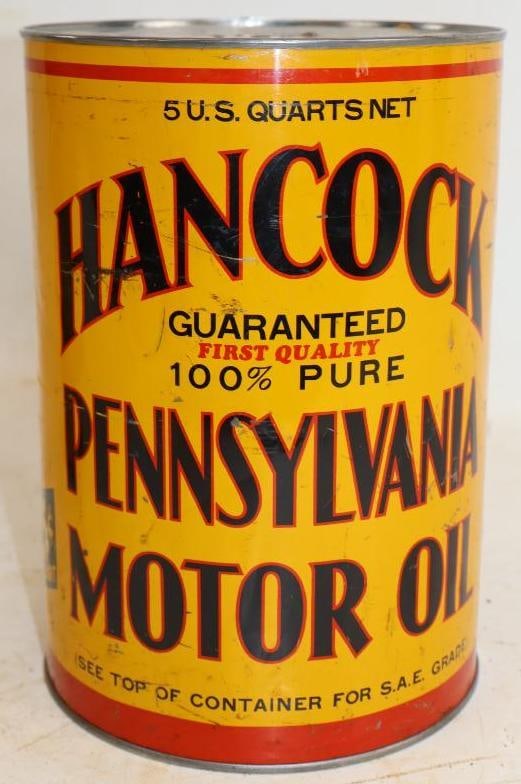 5 U.S. QUARTS NET
HANCOCK
GUARANTEED
FIRST QUALITY
100% PURE
PENNSYLVANIA
MOTOR OIL
(SEE TOP OF CONTAINER FOR S.A.E. GRADE)